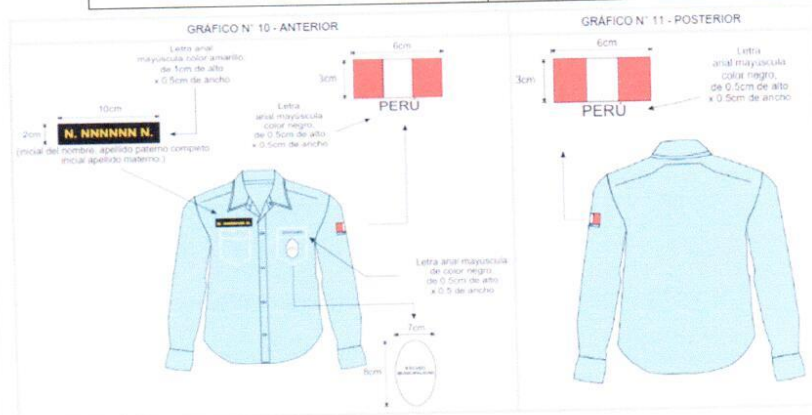 GRÁFICO N° 10 - ANTERIOR
Letra arial
mayúscula color amarillo,
de 1cm de alto
x 0.5cm de ancho
10cm
2cm
N. NNNNNN N.
(inicial del nombre, apellido paterno completo
inicial apellido materno.)
6cm
3cm
PERÚ
Letra
arial mayúscula
color negro,
de 0.5cm de alto
x 0.5cm de ancho
N. NNNNNN N.
Letra arial mayúscula
de color negro,
de 0.5cm de alto
x 0.5 de ancho
7cm
GRÁFICO N° 11 - POSTERIOR
6cm
3cm
PERÚ
Letra
arial mayúscula
color negro,
de 0.5cm de alto
x 0.5cm de ancho